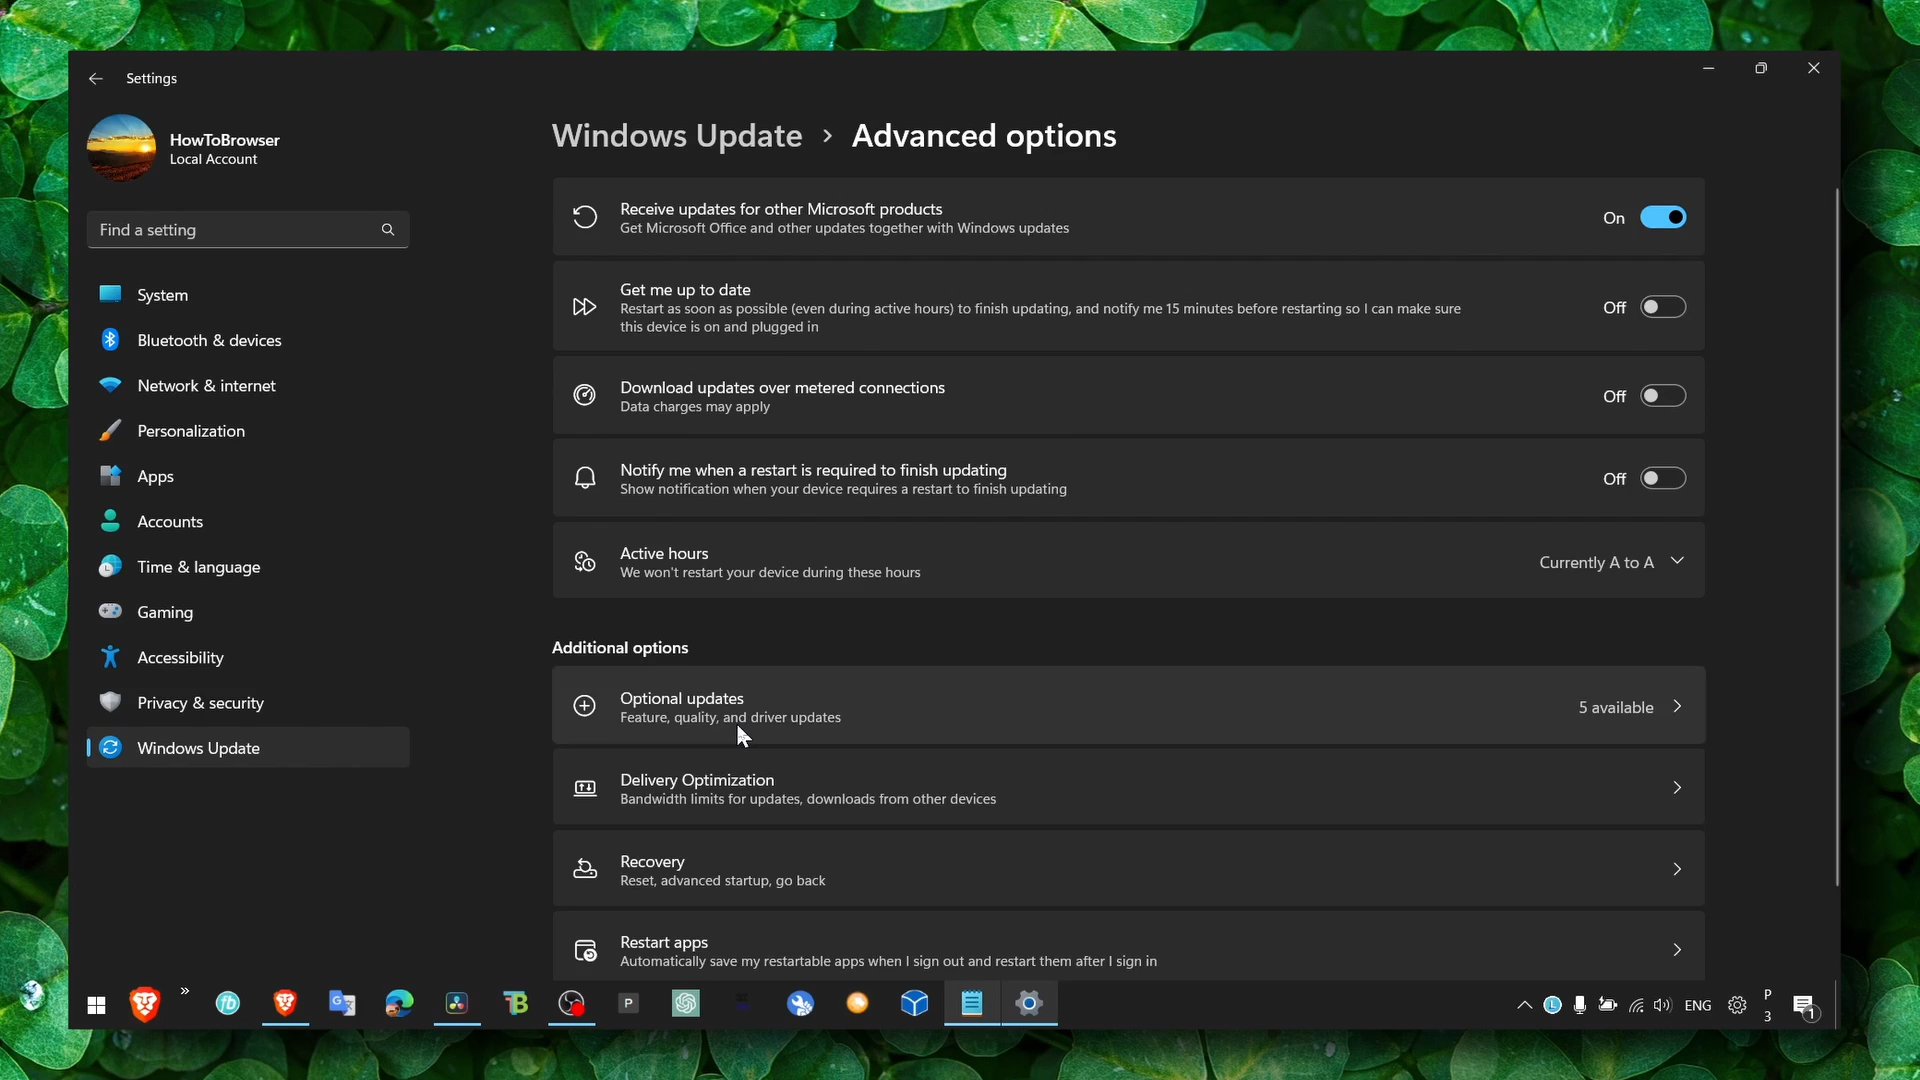 Settings
HowToBrowser
Local Account
Find a setting
System
Bluetooth & devices
Network & internet
Personalization
Apps
Accounts
Time & language
Gaming
Accessibility
Privacy & security
Windows Update
Windows Update > Advanced options
Receive updates for other Microsoft products
Get Microsoft Office and other updates together with Windows updates
On
Get me up to date
Restart as soon as possible (even during active hours) to finish updating, and notify me 15 minutes before restarting so I can make sure
this device is on and plugged in
Off
Download updates over metered connections
Data charges may apply
Off
Notify me when a restart is required to finish updating
Show notification when your device requires a restart to finish updating
Off
Active hours
We won't restart your device during these hours
Currently A to A
Additional options
Optional updates
Feature, quality, and driver updates
5 available
Delivery Optimization
Bandwidth limits for updates, downloads from other devices
Recovery
Reset, advanced startup, go back
Restart apps
Automatically save my restartable apps when I sign out and restart them after I sign in
fb
G
TB
P
L
ENG
P
3
1